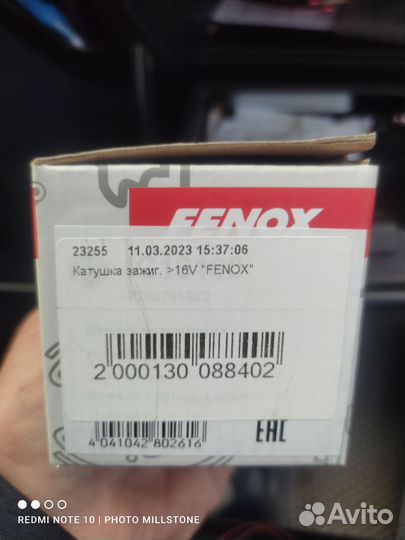 FENOX
23255 11.03.2023 15:37:06
Катушка зажиг. >16V "FENOX"
2 000130 088402
4 041042 802616
EAC
REDMI NOTE 10 | PHOTO MILLSTONE
Avito